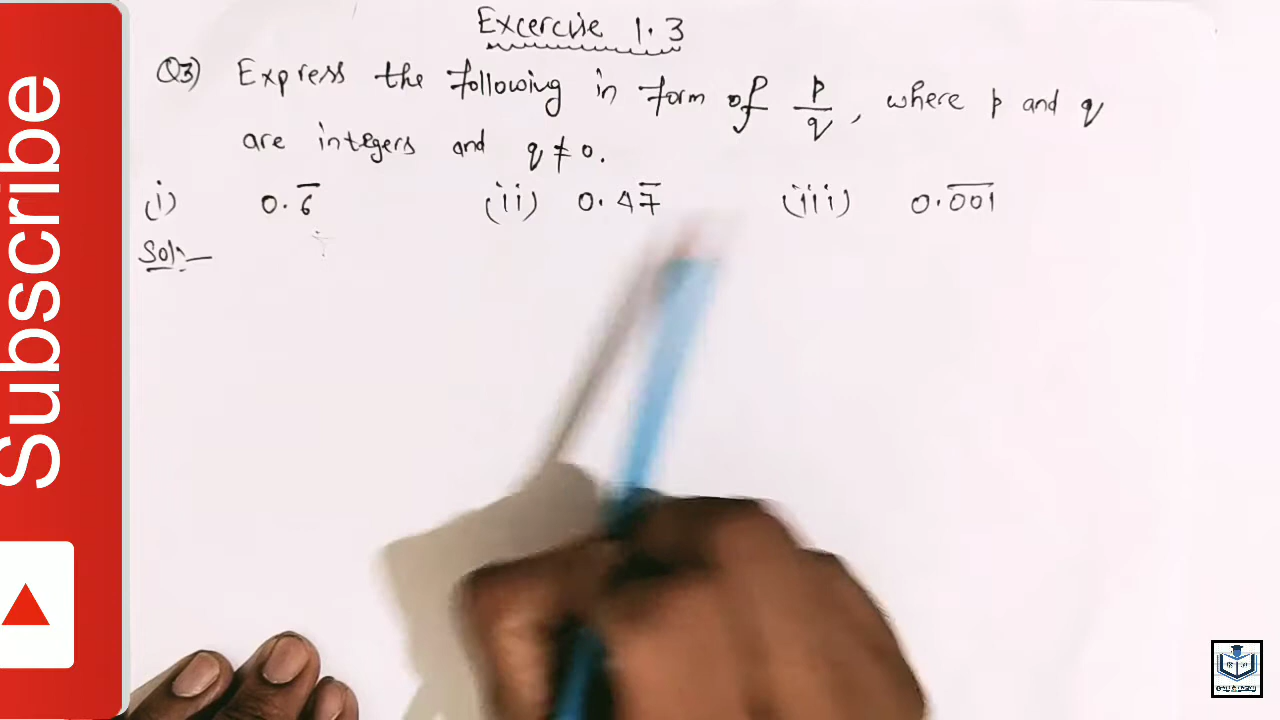 Excercise 1.3
Q3) Express the following in form of p/q, where p and q
are integers and q ≠ 0.
(i) 0.6̅ (ii) 0.47̅ (iii) 0.0̅0̅1̅
Sol:-
Subscribe